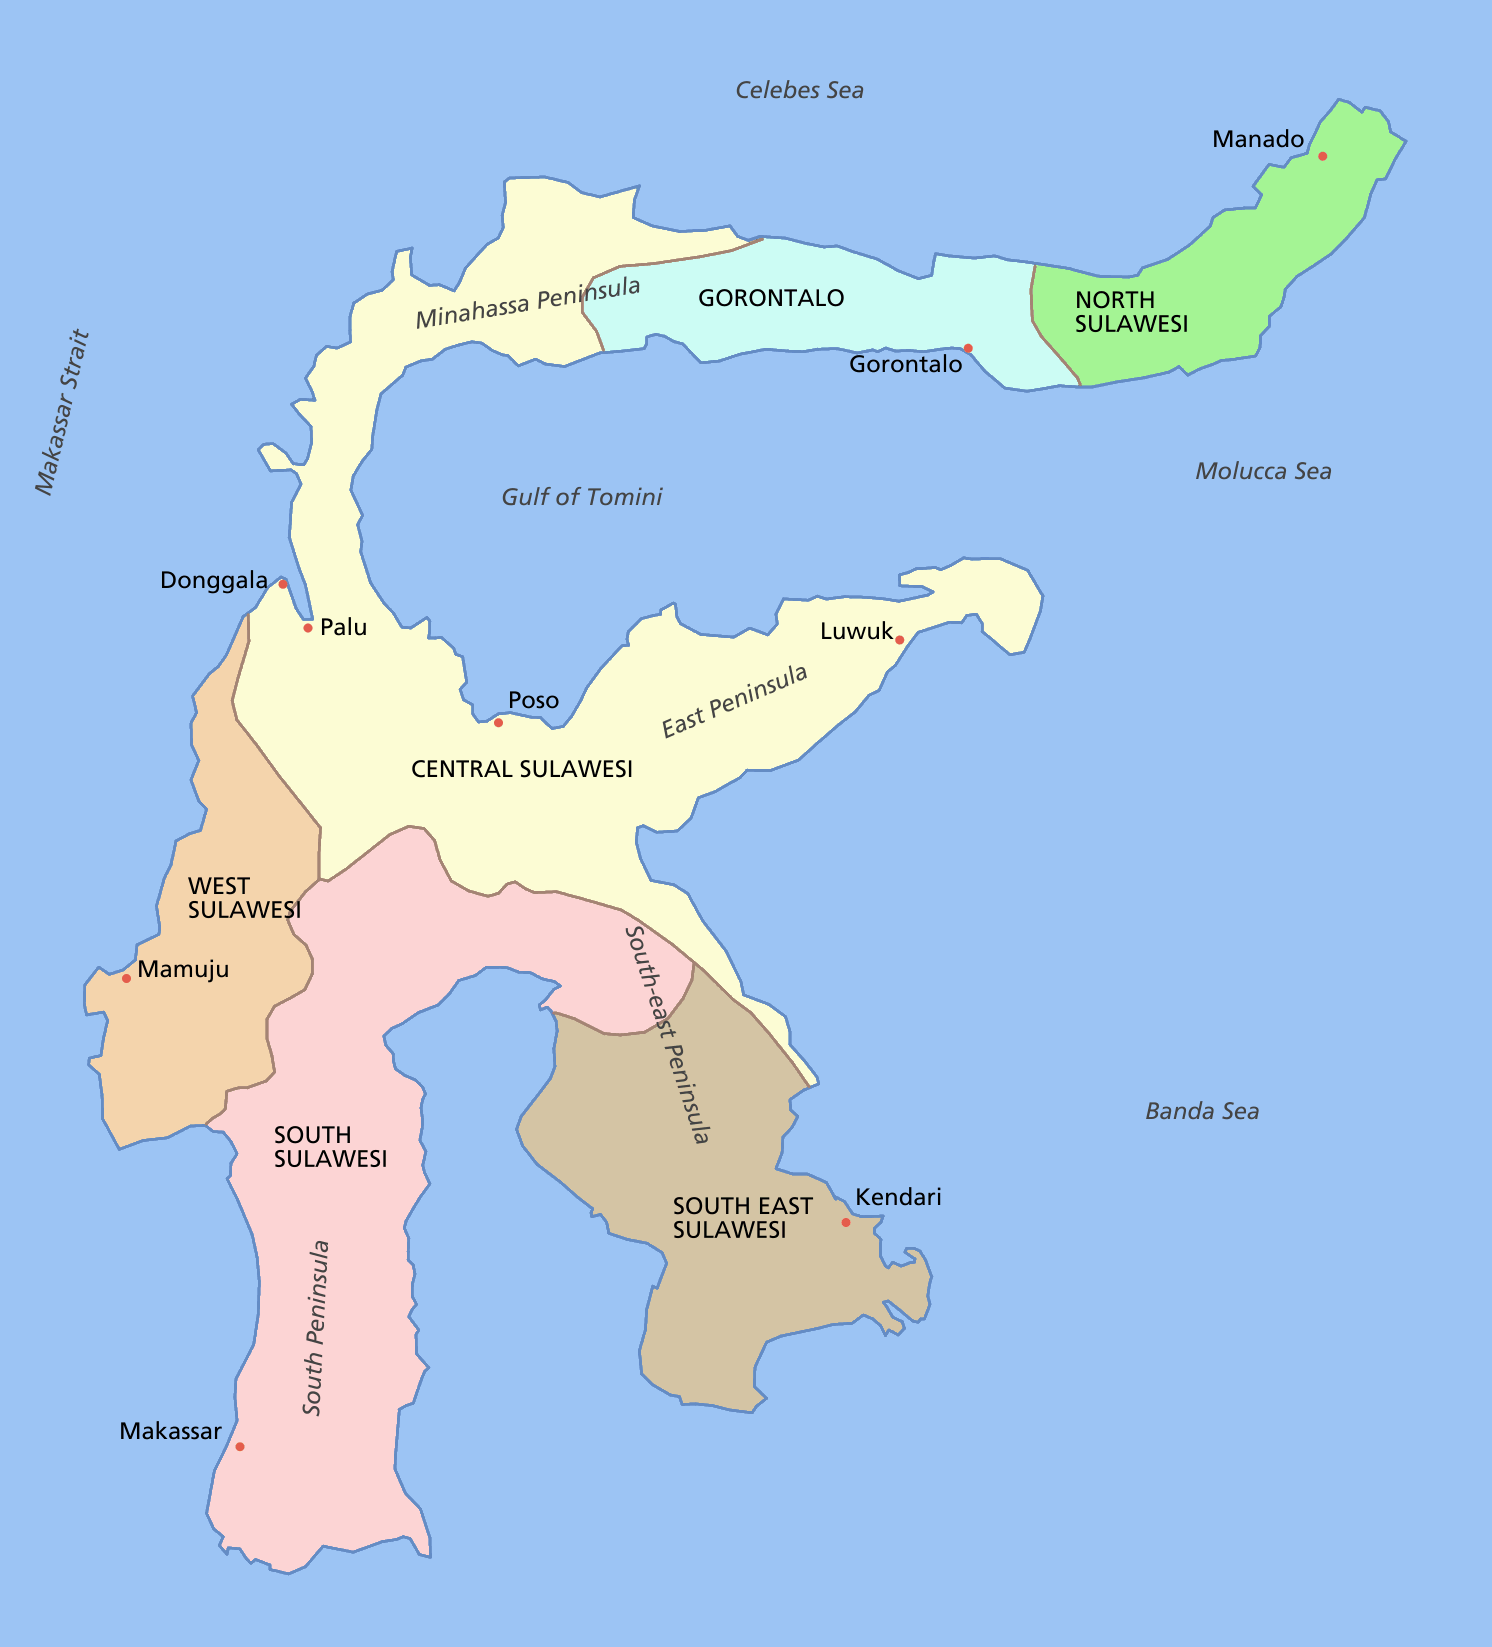 Celebes Sea
Manado
Minahassa Peninsula
GORONTALO
NORTH
SULAWESI
Gorontalo
Makassar Strait
Molucca Sea
Gulf of Tomini
Donggala
Palu
Luwuk
Poso
East Peninsula
CENTRAL SULAWESI
WEST
SULAWESI
Mamuju
South-east Peninsula
Banda Sea
SOUTH
SULAWESI
SOUTH EAST
SULAWESI
Kendari
South Peninsula
Makassar